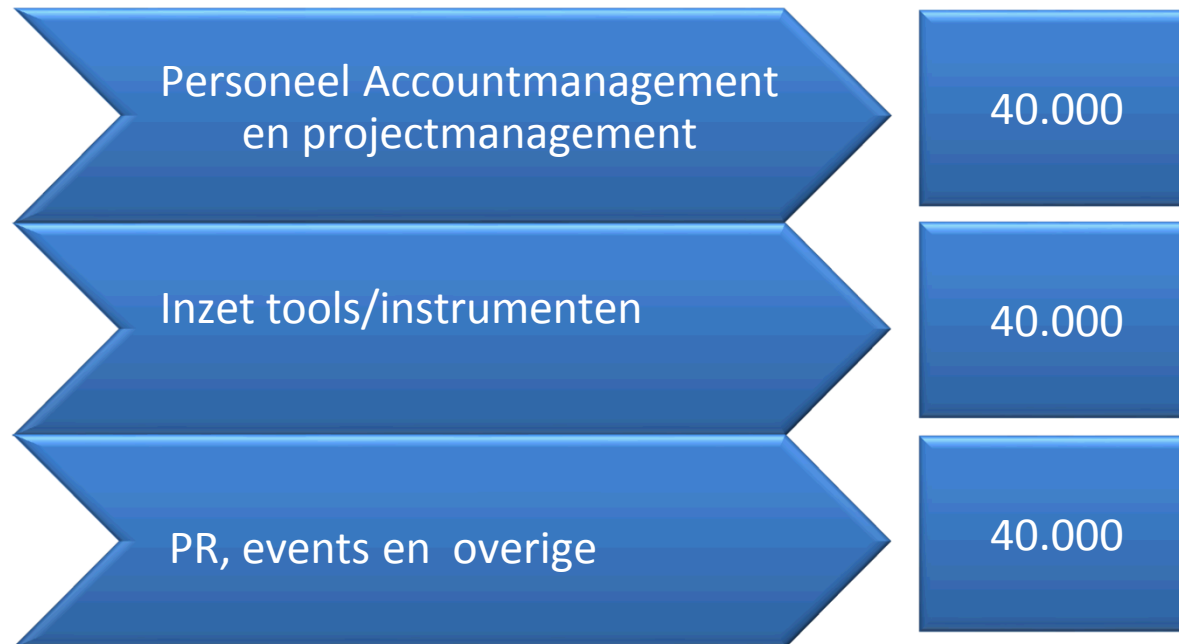 Personeel Accountmanagement
en projectmanagement
40.000
Inzet tools/instrumenten
40.000
PR, events en  overige
40.000